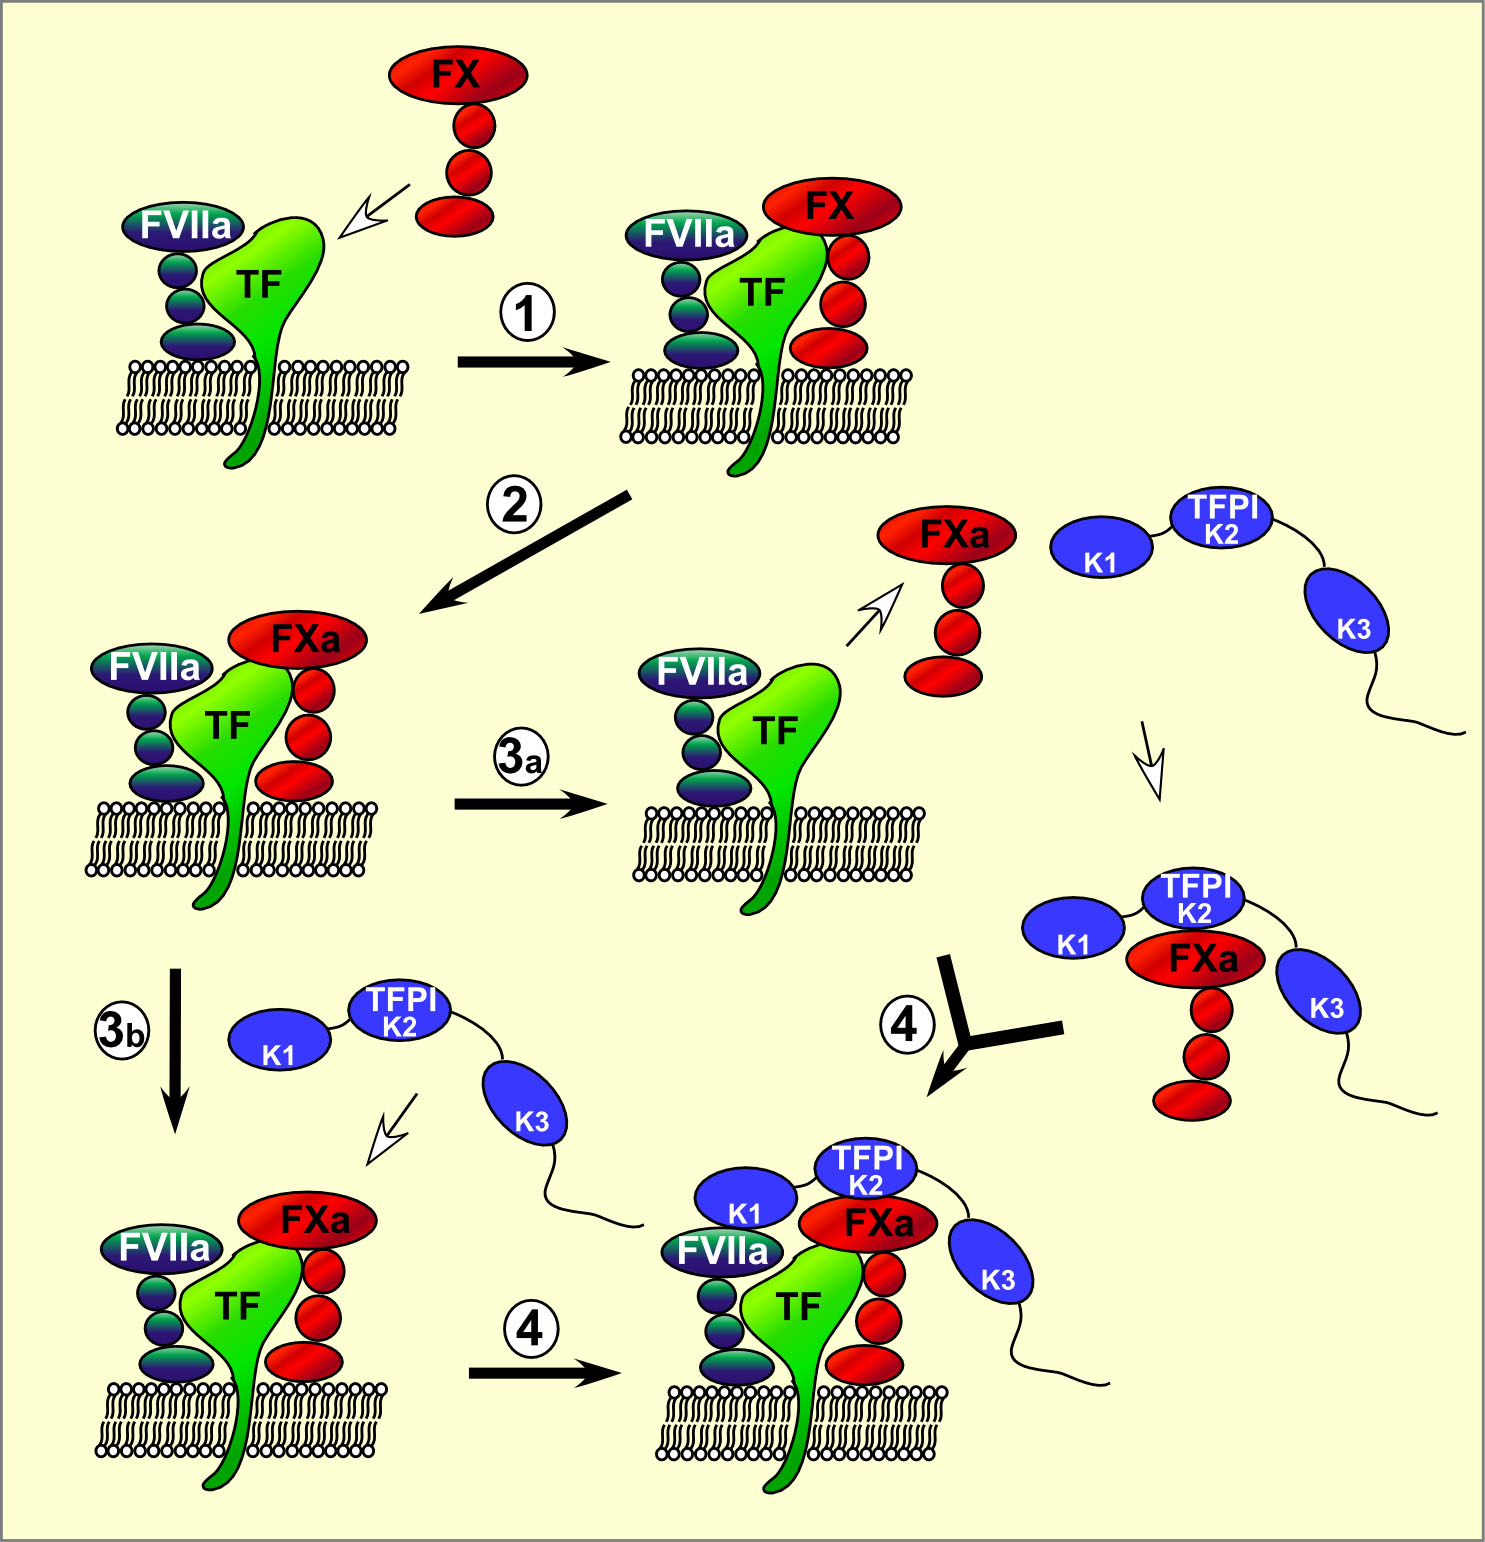 FX
FVIIa
TF
1
FVIIa
FX
TF
2
FXa
K1
TFPI
K2
K3
FVIIa
FXa
TF
3a
FVIIa
TF
K1
TFPI
K2
FXa
K3
3b
K1
TFPI
K2
K3
4
FVIIa
FXa
TF
4
K1
TFPI
K2
FVIIa
FXa
TF
K3